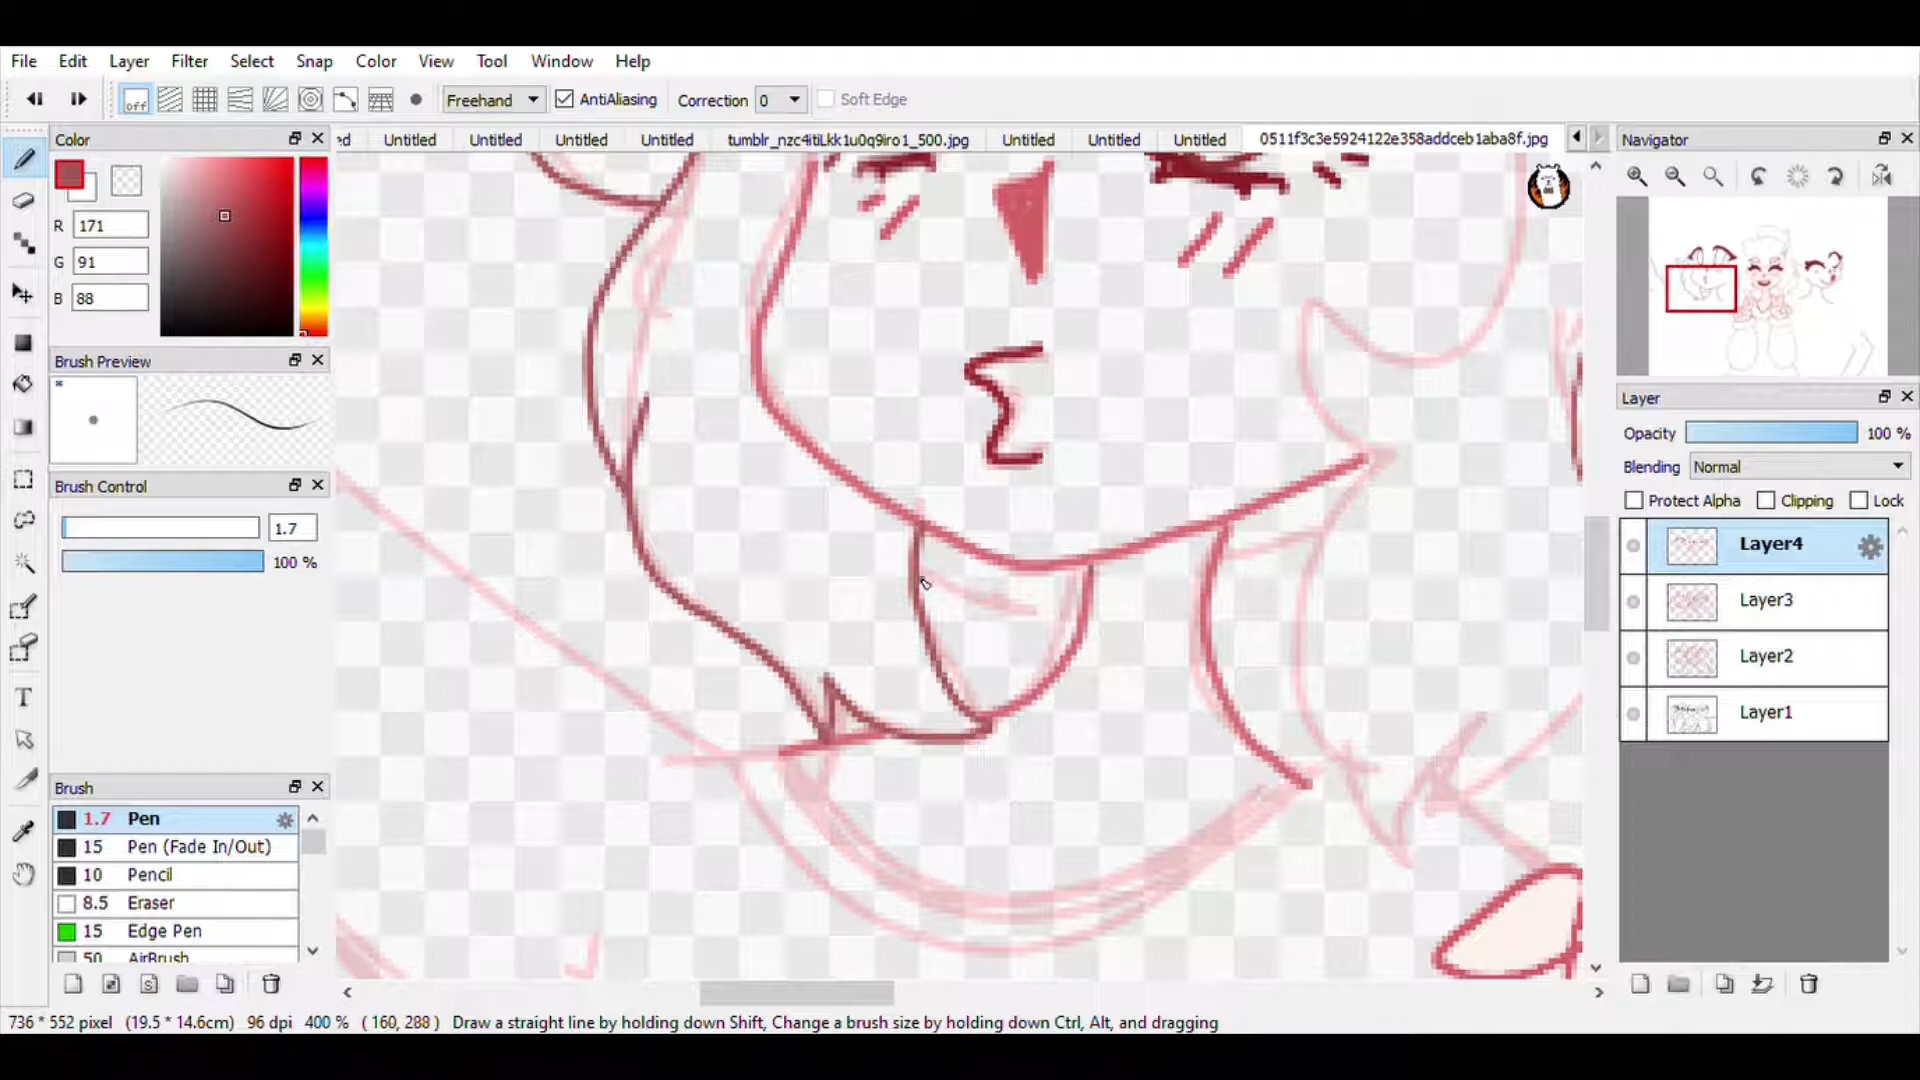 File Edit Layer Filter Select Snap Color View Tool Window Help
off Freehand AntiAliasing Correction 0 Soft Edge
Color
ed Untitled Untitled Untitled Untitled tumblr_nzc4itiLkk1u0q9iro1_500.jpg Untitled Untitled Untitled 0511f3c3e5924122e358addceb1aba8f.jpg
Navigator
R 171
G 91
B 88
Brush Preview
*
Brush Control
1.7
100 %
Brush
1.7 Pen
15 Pen (Fade In/Out)
10 Pencil
8.5 Eraser
15 Edge Pen
50 AirBrush
Layer
Opacity 100 %
Blending Normal
Protect Alpha Clipping Lock
Layer4
Layer3
Layer2
Layer1
736 * 552 pixel (19.5 * 14.6cm) 96 dpi 400 % ( 160, 288 ) Draw a straight line by holding down Shift, Change a brush size by holding down Ctrl, Alt, and dragging